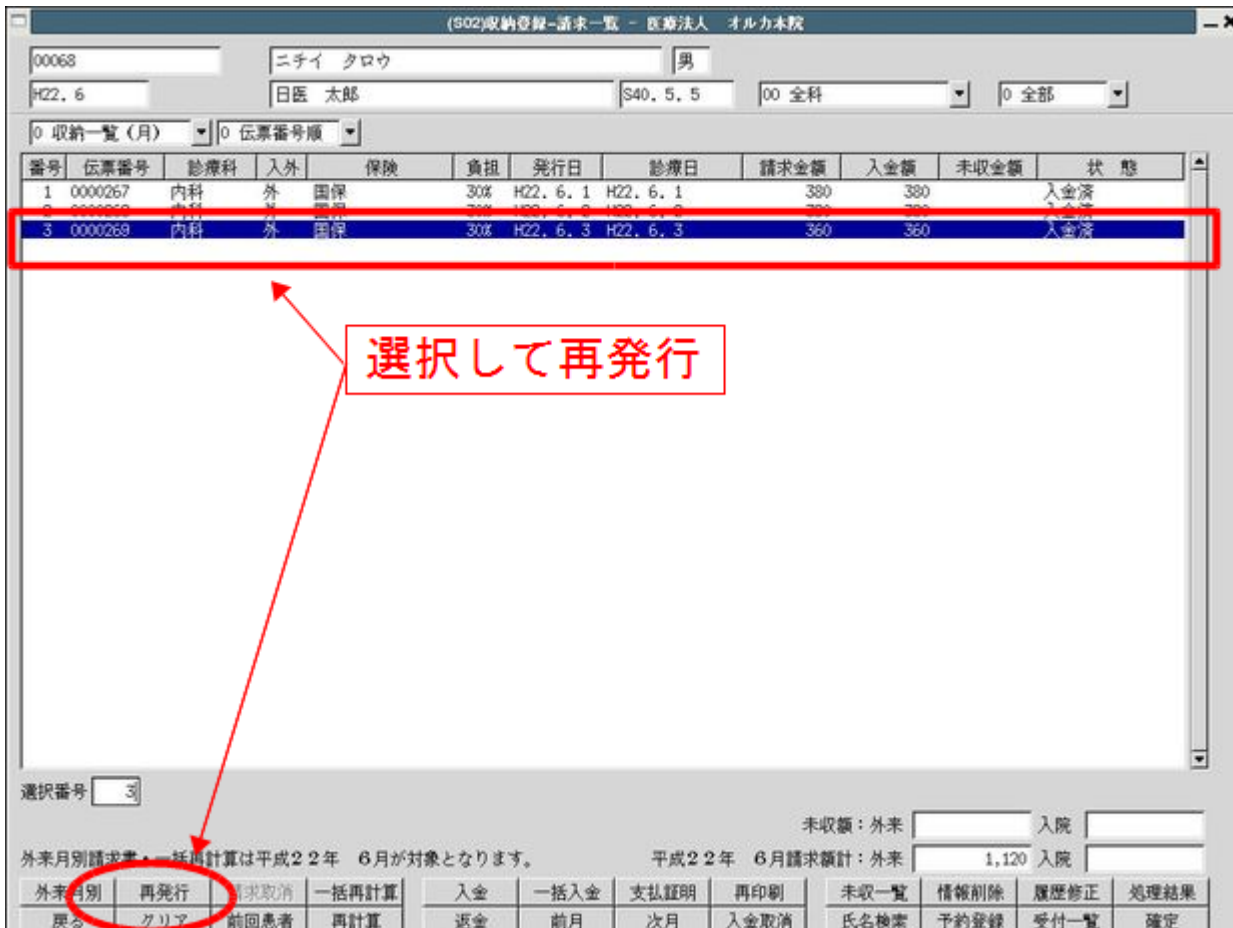 (S02)収納登録-請求一覧 - 医療法人 オルカ本院
00068 ニチイ タロウ 男
H22. 6 日医 太郎 S40. 5. 5 00 全科 0 全部
0 収納一覧(月) 0 伝票番号順
番号 伝票番号 診療科 入外 保険 負担 発行日 診療日 請求金額 入金額 未収金額 状 態
1 0000267 内科 外 国保 30% H22. 6. 1 H22. 6. 1 380 380 入金済
3 0000269 内科 外 国保 30% H22. 6. 3 H22. 6. 3 360 360 入金済
選択して再発行
選択番号 3
未収額:外来 入院
外来月別請求書・一括再計算は平成22年 6月が対象となります。 平成22年 6月請求額計:外来 1,120 入院
外来月別 再発行 請求取消 一括再計算 入金 一括入金 支払証明 再印刷 未収一覧 情報削除 履歴修正 処理結果
戻る クリア 前回患者 再計算 返金 前月 次月 入金取消 氏名検索 予約登録 受付一覧 確定